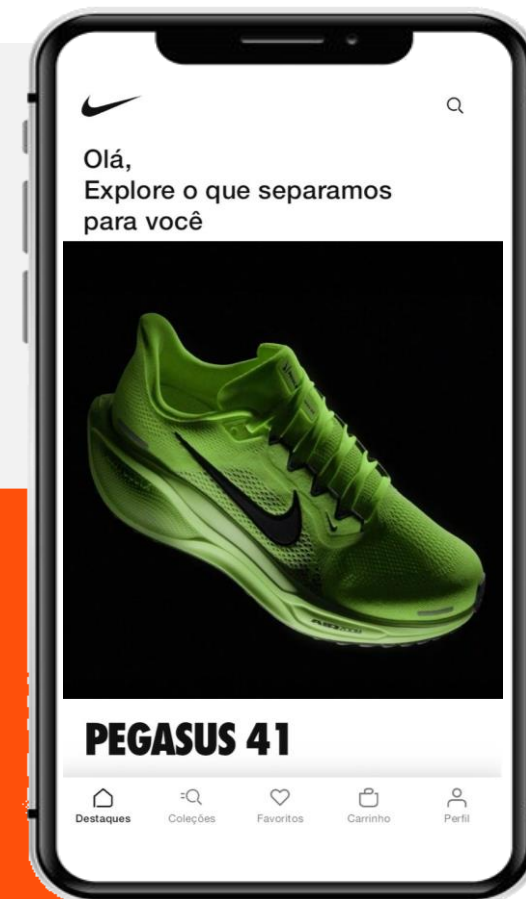 Olá,
Explore o que separamos
para você
PEGASUS 41
Destaques
Coleções
Favoritos
Carrinho
Perfil